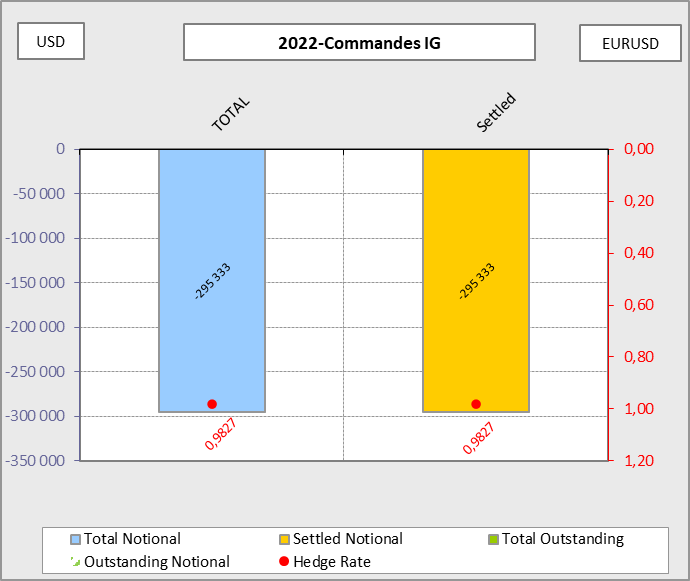 USD
2022-Commandes IG
EURUSD
TOTAL
Settled
0
-50 000
-100 000
-150 000
-200 000
-250 000
-300 000
-350 000
0,00
0,20
0,40
0,60
0,80
1,00
1,20
-295 333
-295 333
0,9827
0,9827
Total Notional
Settled Notional
Total Outstanding
Outstanding Notional
Hedge Rate